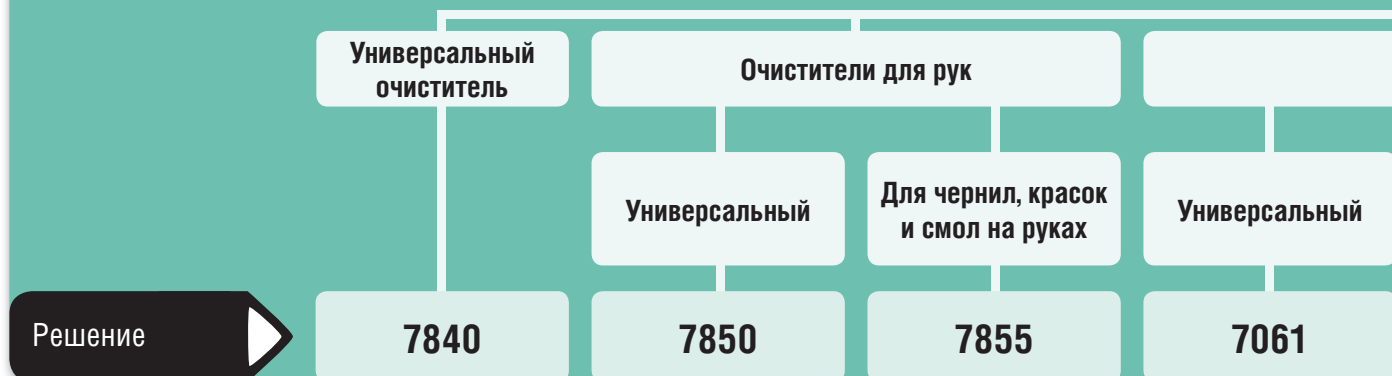 Универсальный
очиститель
Очистители для рук
Универсальный
Для чернил, красок
и смол на руках
Универсальный
Решение
7840
7850
7855
7061